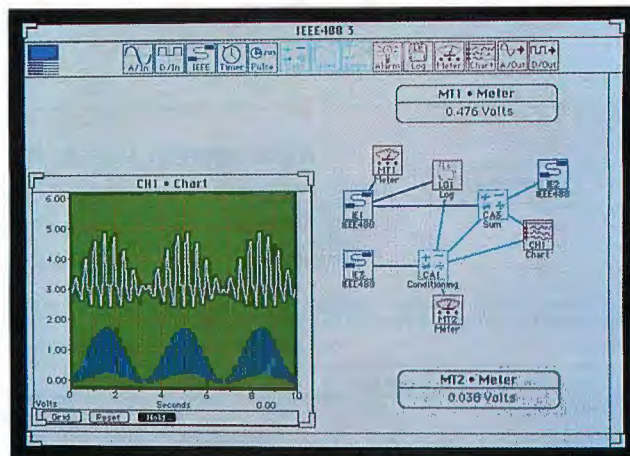 IEEE488 3
A/In D/In IEEE Timer Pulse Alarm Log Meter Chart A/Out D/Out
MT1 • Meter
0.476 Volts
MT1
Meter
LO1
Log
IE1
IEEE488
CA3
Sum
IE2
IEEE488
CH1
Chart
IE3
IEEE488
CA1
Conditioning
MT2
Meter
MT2 • Meter
0.038 Volts
CH1 • Chart
6.00
5.00
4.00
3.00
2.00
1.00
0.00
0 2 4 6 8 10
Volts Seconds 0.00
Grid Reset Hold